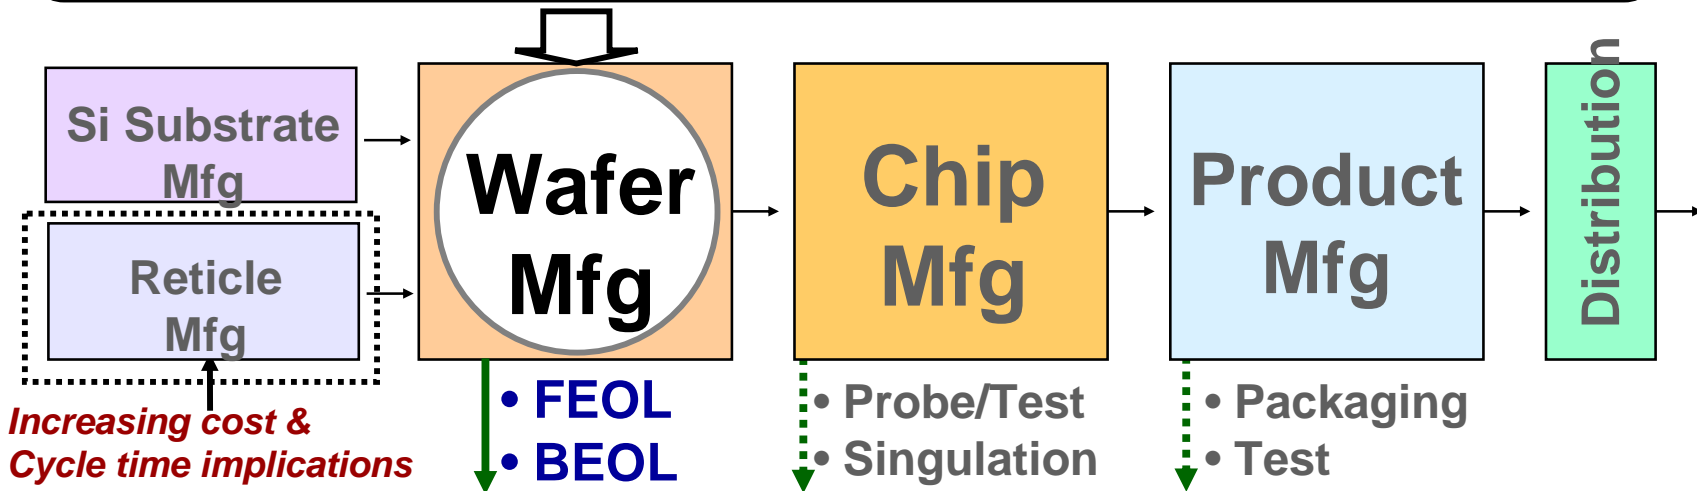 Si Substrate
Mfg
Reticle
Mfg
Increasing cost &
Cycle time implications
Wafer
Mfg
• FEOL
• BEOL
Chip
Mfg
• Probe/Test
• Singulation
Product
Mfg
• Packaging
• Test
Distribution